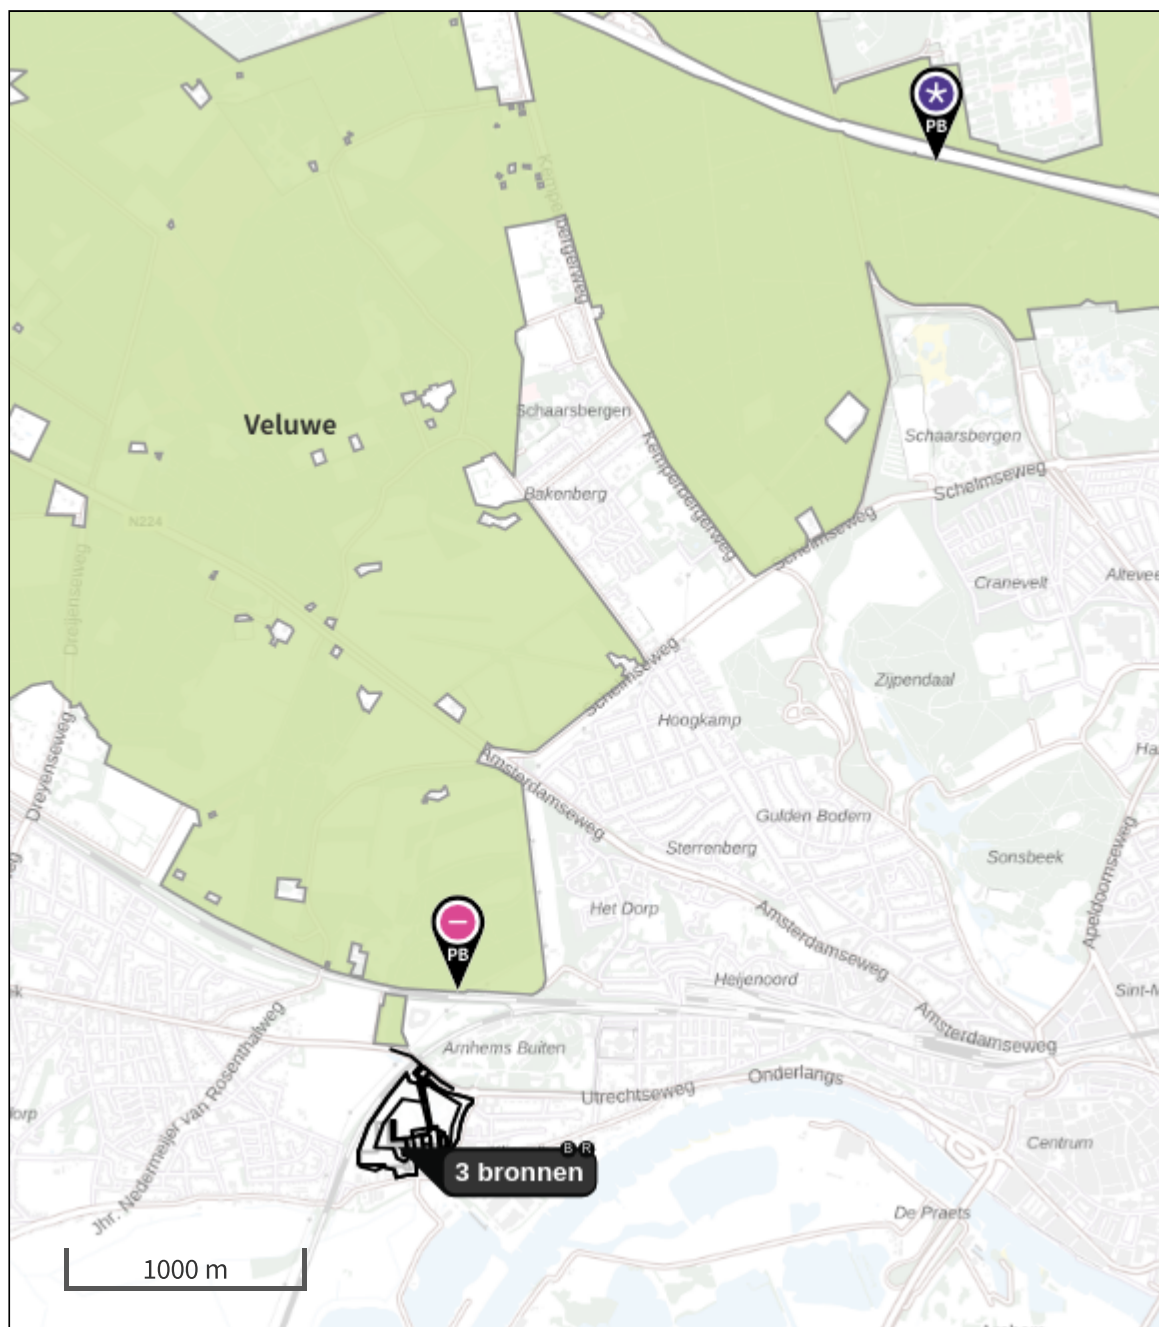 PB
Kemperbergerweg
Veluwe
Schaarsbergen
Schaarsbergen
Kemperbergerweg
Schelmseweg
Bakenberg
N224
Schelmseweg
Dreijenseweg
Cranevelt
Schelmseweg
Zijpendaal
Hoogkamp
Dreyenseweg
Amsterdamseweg
Gulden Bodem
Sterrenberg
Sonsbeek
Apeldoornseweg
Het Dorp
Amsterdamseweg
PB
Heijenoord
Jhr. Nedermeijer van Rosenthalweg
Arnhems Buiten
Amsterdamseweg
Onderlangs
Utrechtseweg
Centrum
B R
3 bronnen
De Praets
1000 m